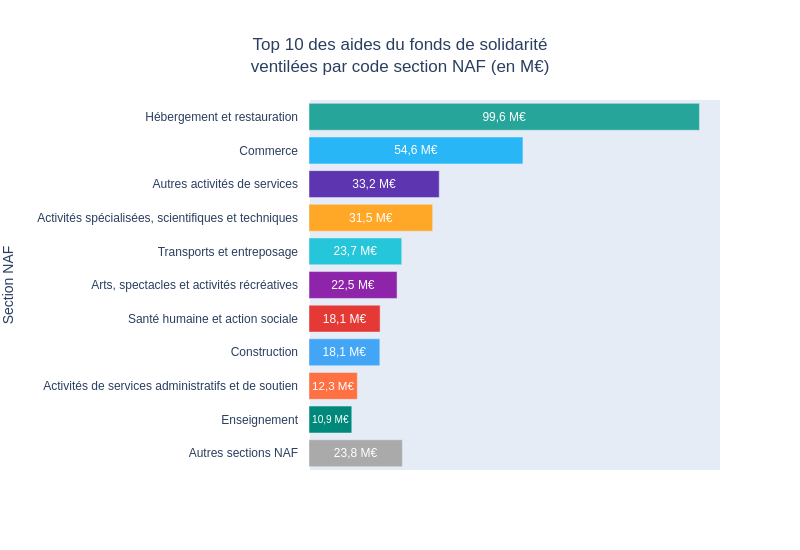 Top 10 des aides du fonds de solidarité
ventilées par code section NAF (en M€)
Section NAF
Hébergement et restauration 99,6 M€
Commerce 54,6 M€
Autres activités de services 33,2 M€
Activités spécialisées, scientifiques et techniques 31,5 M€
Transports et entreposage 23,7 M€
Arts, spectacles et activités récréatives 22,5 M€
Santé humaine et action sociale 18,1 M€
Construction 18,1 M€
Activités de services administratifs et de soutien 12,3 M€
Enseignement 10,9 M€
Autres sections NAF 23,8 M€